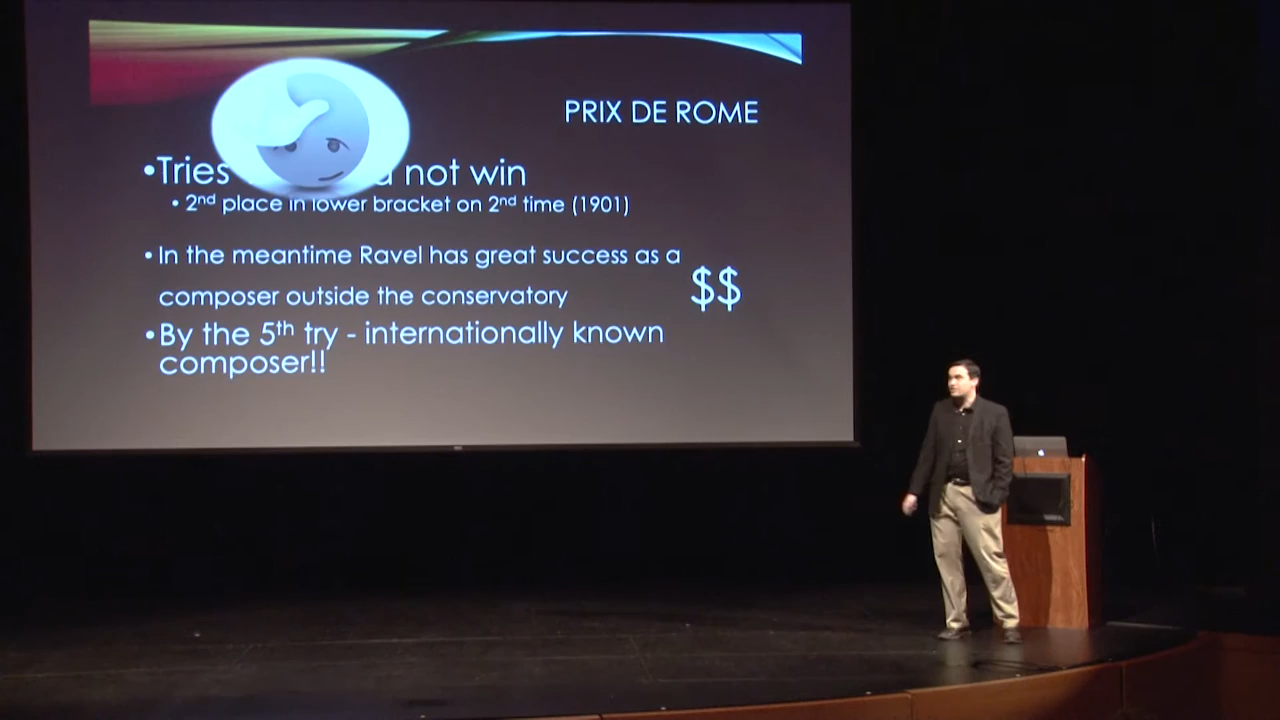 PRIX DE ROME
•Tries not win
• 2nd place in lower bracket on 2nd time (1901)
• In the meantime Ravel has great success as a
composer outside the conservatory
$$
•By the 5th try - internationally known
composer!!